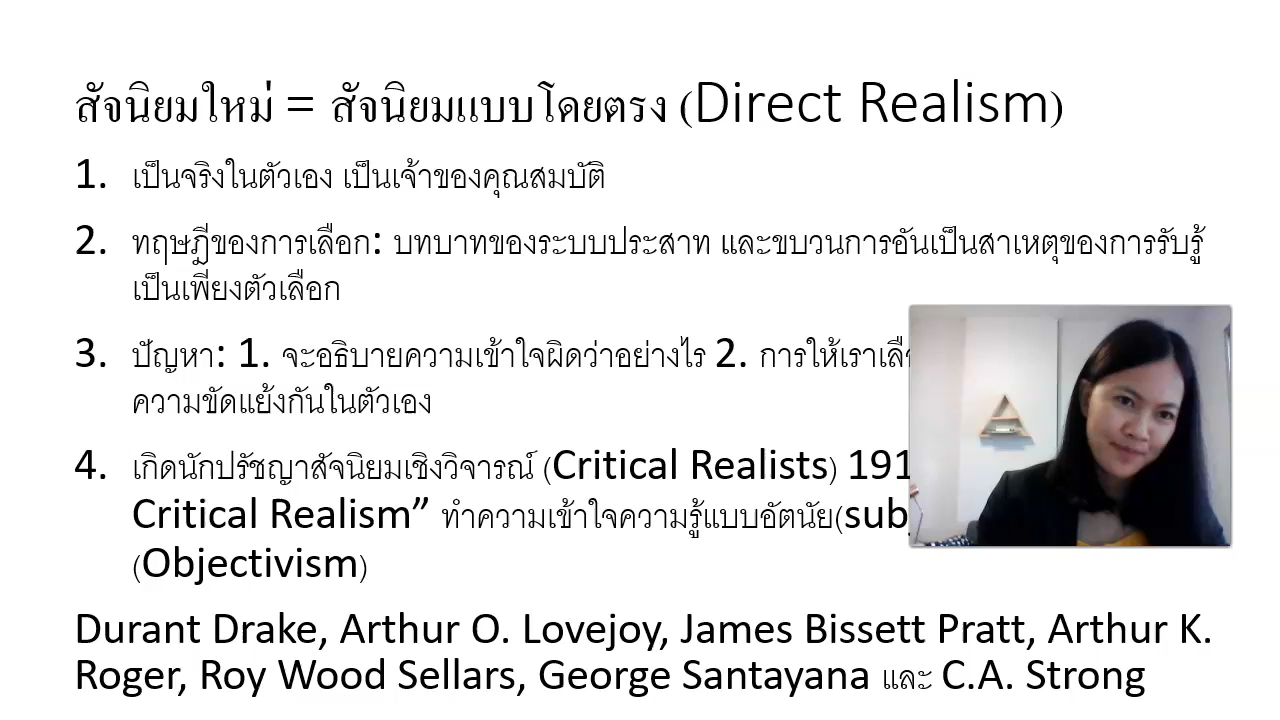 สัจนิยมใหม่ = สัจนิยมแบบโดยตรง (Direct Realism)
1. เป็นจริงในตัวเอง เป็นเจ้าของคุณสมบัติ
2. ทฤษฎีของการเลือก: บทบาทของระบบประสาท และขบวนการอันเป็นสาเหตุของการรับรู้
เป็นเพียงตัวเลือก
3. ปัญหา: 1. จะอธิบายความเข้าใจผิดว่าอย่างไร 2. การให้เราเลือ
ความขัดแย้งกันในตัวเอง
4. เกิดนักปรัชญาสัจนิยมเชิงวิจารณ์ (Critical Realists) 191
Critical Realism” ทำความเข้าใจความรู้แบบอัตนัย(sub
(Objectivism)
Durant Drake, Arthur O. Lovejoy, James Bissett Pratt, Arthur K.
Roger, Roy Wood Sellars, George Santayana และ C.A. Strong